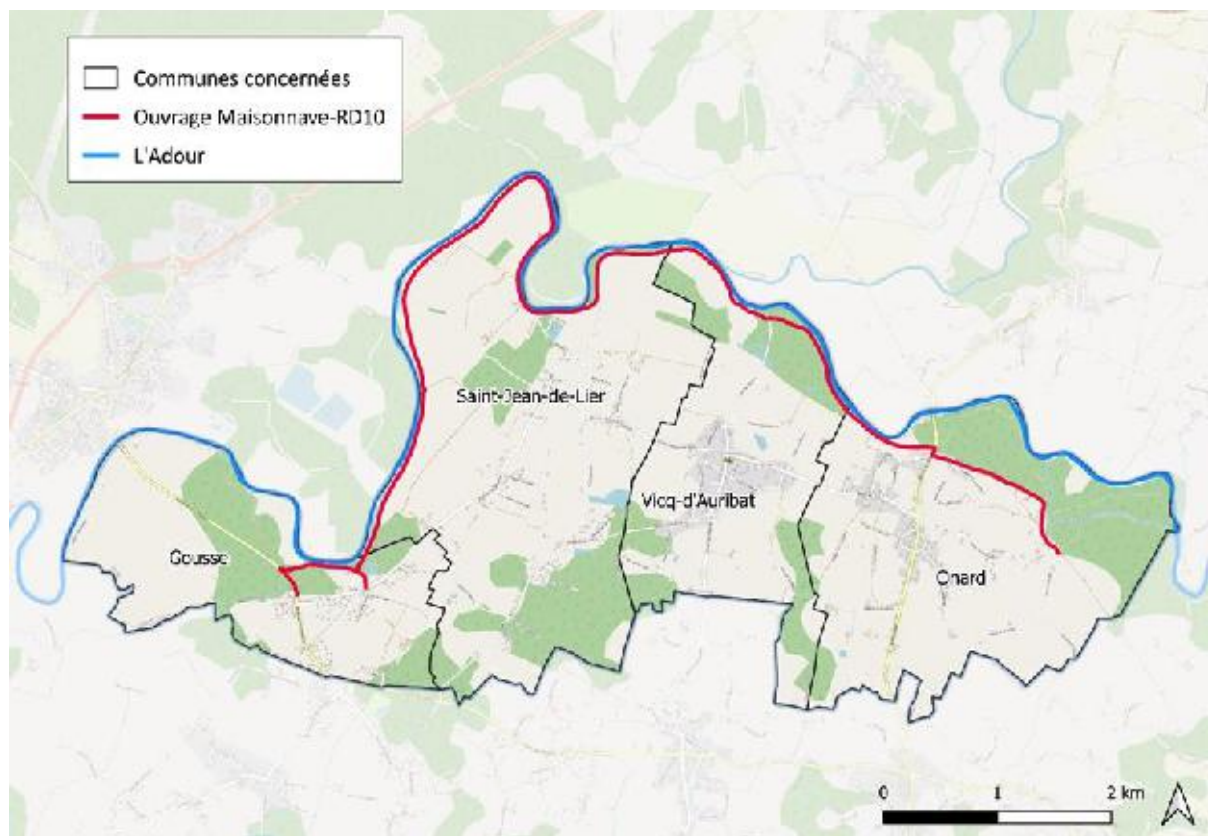 Communes concernées
Ouvrage Maisonnave-RD10
L'Adour
Saint-Jean-de-Lier
Vicq-d'Auribat
Gousse
Onard
0 1 2 km